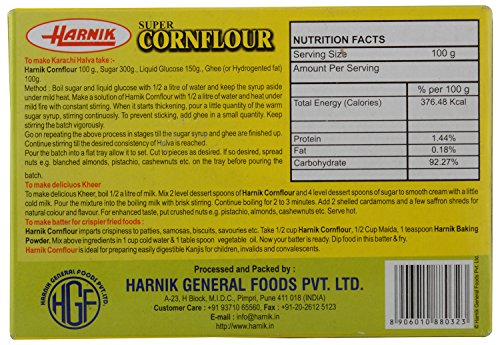 HARNIK
SUPER
CORNFLOUR
To make Karachi Halva take:
Harnik Cornflour 100 g., Sugar 300g., Liquid Glucose 150g., Ghee (or Hydrogented fat)
100g.
Method : Boil sugar and liquid glucose with 1/2 a litre of water and keep the syrup aside
under mild heat. Make a solution of Harnik Cornflour with 1/2 a litre of water and heat under
mild fire with constant stirring. When it starts thickening, pour a little quantity of the warm
sugar syrup, stirring continuously. To prevent sticking, add ghee in a small quantity. Keep
stirring the batch vigorously.
Go on repeating the above process in stages till the sugar syrup and ghee are finished up.
Continue stirring till the desired consistency of Halva is reached.
Pour the batch into a flat tray allow it to set. Cut to pieces as desired. If so desired, spread
nuts e.g. blanched almonds, pistachio, cashewnuts etc. on the tray before pouring the
batch.
To make deliciuos Kheer
To make delicious Kheer, boil 1/2 a litre of milk. Mix 2 level dessert spoons of Harnik Cornflour and 4 level dessert spoons of sugar to smooth cream with a little
cold milk. Pour the mixture into the boiling milk with brisk stirring. Continue boiling for 2 to 3 minutes. Add 2 shelled cardamoms and a few saffron shreds for
natural colour and flavour. For enhanced taste, put crushed nuts e.g. pistachio, almonds, cashewnuts etc. Serve hot.
To make batter for crispier fried foods :
Harnik Cornflour imparts crispiness to patties, samosas, biscuits, savouries etc. Take 1/2 cup Harnik Cornflour, 1/2 Cup Maida, 1 teaspoon Harnik Baking
Powder. Mix above ingredients in 1 cup cold water & 1 table spoon vegetable oil. Now your batter is ready. Dip food in this batter & fry.
Harnik Cornflour is ideal for preparing easily digestible Kanjis for children, invalids and convalescents.
NUTRITION FACTS
Serving Size 100 g
Amount Per Serving
% per 100 g
Total Energy (Calories) 376.48 Kcal
Protein 1.44%
Fat 0.18%
Carbohydrate 92.27%
Processed and Packed by :
HARNIK GENERAL FOODS PVT. LTD.
A-23, H Block, M.I.D.C., Pimpri, Pune 411 018 (INDIA)
Customer Care : +91 93710 65560, Fax : +91-20-2612 5123
E-mail : info@harnik.in
http://www.harnik.in
HARNIK GENERAL FOODS PVT. LTD.
HGF
8 906010 880323
© Harnik General Foods Pvt. Ltd.